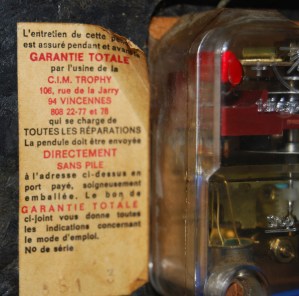 L'entretien de cette
est assuré pendant et
GARANTIE TOTALE
par l'usine de la
C.I.M. TROPHY
106, rue de la Jarry
94 VINCENNES
808 22-77 et 78
qui se charge de
TOUTES LES RÉPARATIONS
La pendule doit être envoyée
DIRECTEMENT
SANS PILE
à l'adresse ci-dessus en
port payé, soigneusement
emballée. Le bon de
GARANTIE TOTALE
ci-joint vous donne toutes
les indications concernant
le mode d'emploi.
No de série